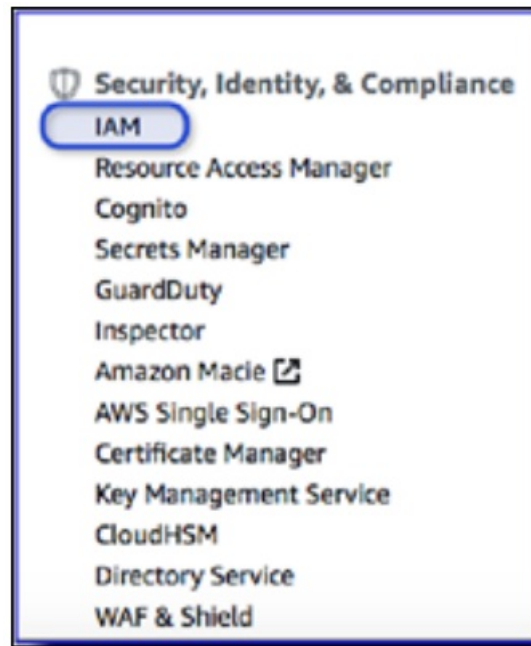 Security, Identity, & Compliance
IAM
Resource Access Manager
Cognito
Secrets Manager
GuardDuty
Inspector
Amazon Macie
AWS Single Sign-On
Certificate Manager
Key Management Service
CloudHSM
Directory Service
WAF & Shield